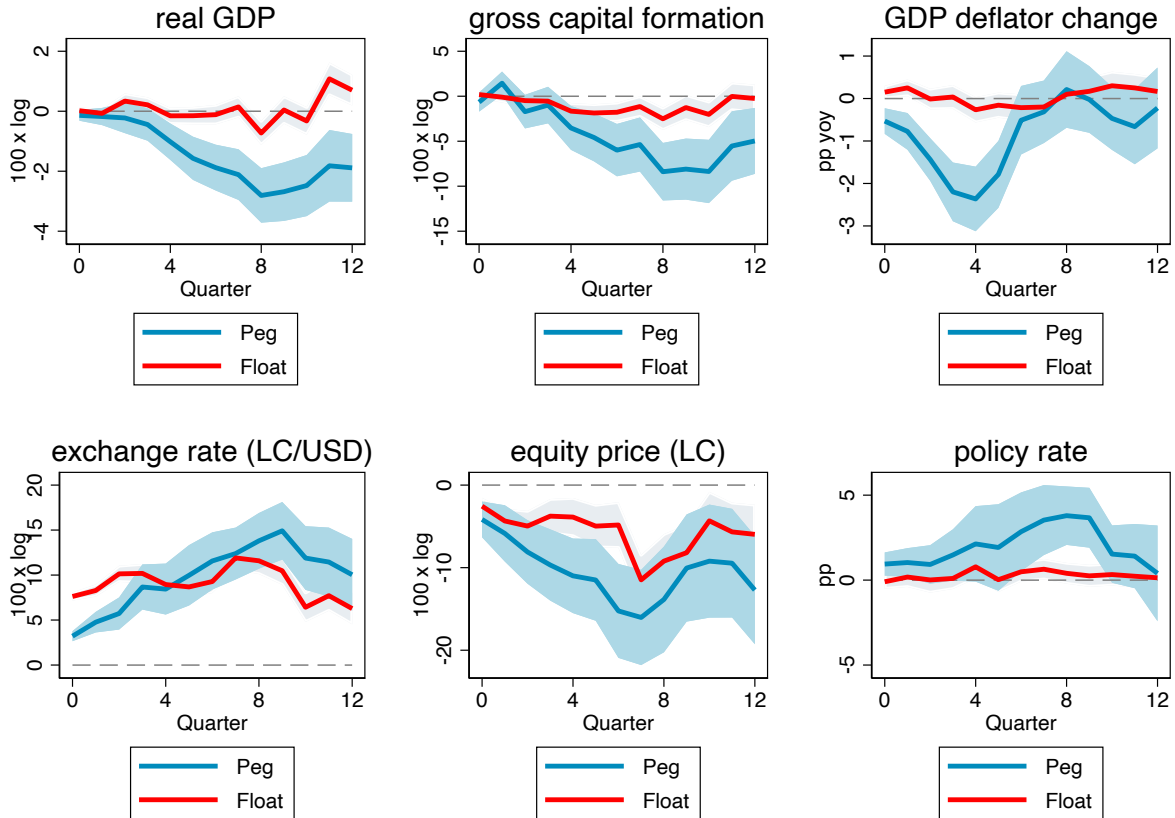 real GDP
100 x log
2
0
-2
-4
0 4 8 12
Quarter
Peg
Float
gross capital formation
100 x log
5
0
-5
-10
-15
0 4 8 12
Quarter
Peg
Float
GDP deflator change
pp yoy
1
0
-1
-2
-3
0 4 8 12
Quarter
Peg
Float
exchange rate (LC/USD)
100 x log
20
15
10
5
0
0 4 8 12
Quarter
Peg
Float
equity price (LC)
100 x log
0
-10
-20
0 4 8 12
Quarter
Peg
Float
policy rate
pp
5
0
-5
0 4 8 12
Quarter
Peg
Float